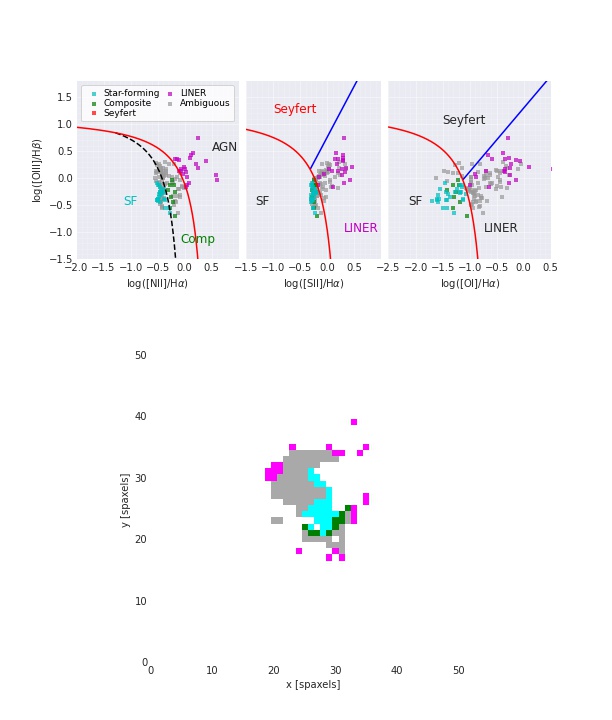 Star-forming
Composite
Seyfert
LINER
Ambiguous
1.5
1.0
0.5
0.0
−0.5
−1.0
−1.5
log([OIII]/Hβ)
AGN
SF
Comp
Seyfert
SF
LINER
Seyfert
SF
LINER
−2.0 −1.5 −1.0 −0.5 0.0 0.5
−1.5 −1.0 −0.5 0.0 0.5
−2.5 −2.0 −1.5 −1.0 −0.5 0.0 0.5
log([NII]/Hα)
log([SII]/Hα)
log([OI]/Hα)
50
40
30
20
10
0
y [spaxels]
0 10 20 30 40 50
x [spaxels]